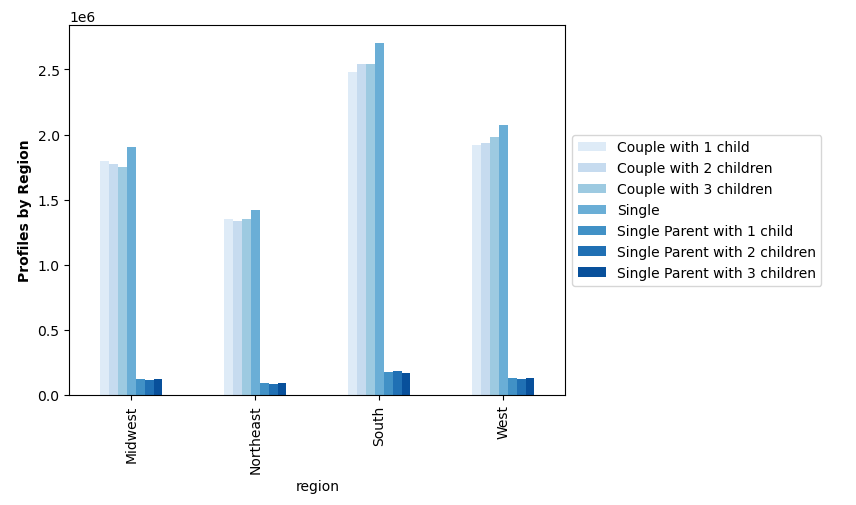 1e6
2.5
2.0
1.5
1.0
0.5
0.0
Profiles by Region
Midwest
Northeast
South
West
region
Couple with 1 child
Couple with 2 children
Couple with 3 children
Single
Single Parent with 1 child
Single Parent with 2 children
Single Parent with 3 children